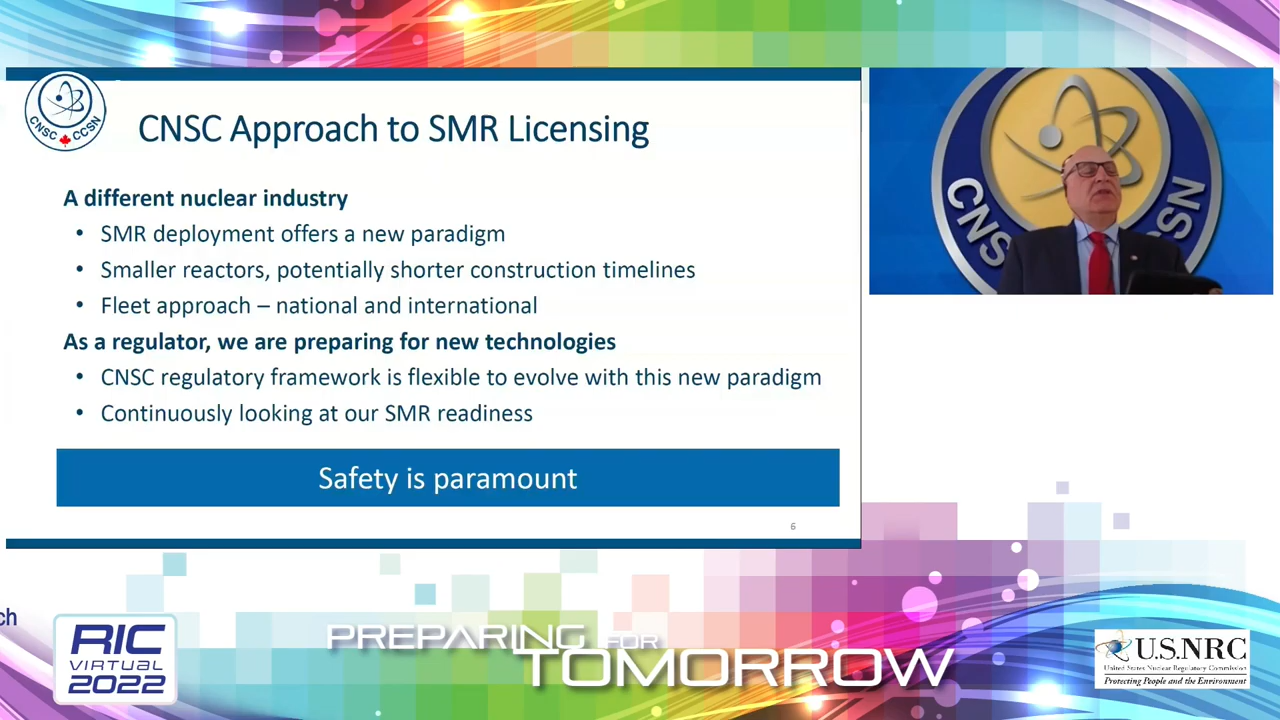 CNSC CCSN
CNSC Approach to SMR Licensing
A different nuclear industry
• SMR deployment offers a new paradigm
• Smaller reactors, potentially shorter construction timelines
• Fleet approach – national and international
As a regulator, we are preparing for new technologies
• CNSC regulatory framework is flexible to evolve with this new paradigm
• Continuously looking at our SMR readiness
Safety is paramount
6
CNSC CCSN
ch
RIC
VIRTUAL
2022
PREPARING FOR
TOMORROW
U.S.NRC
United States Nuclear Regulatory Commission
Protecting People and the Environment